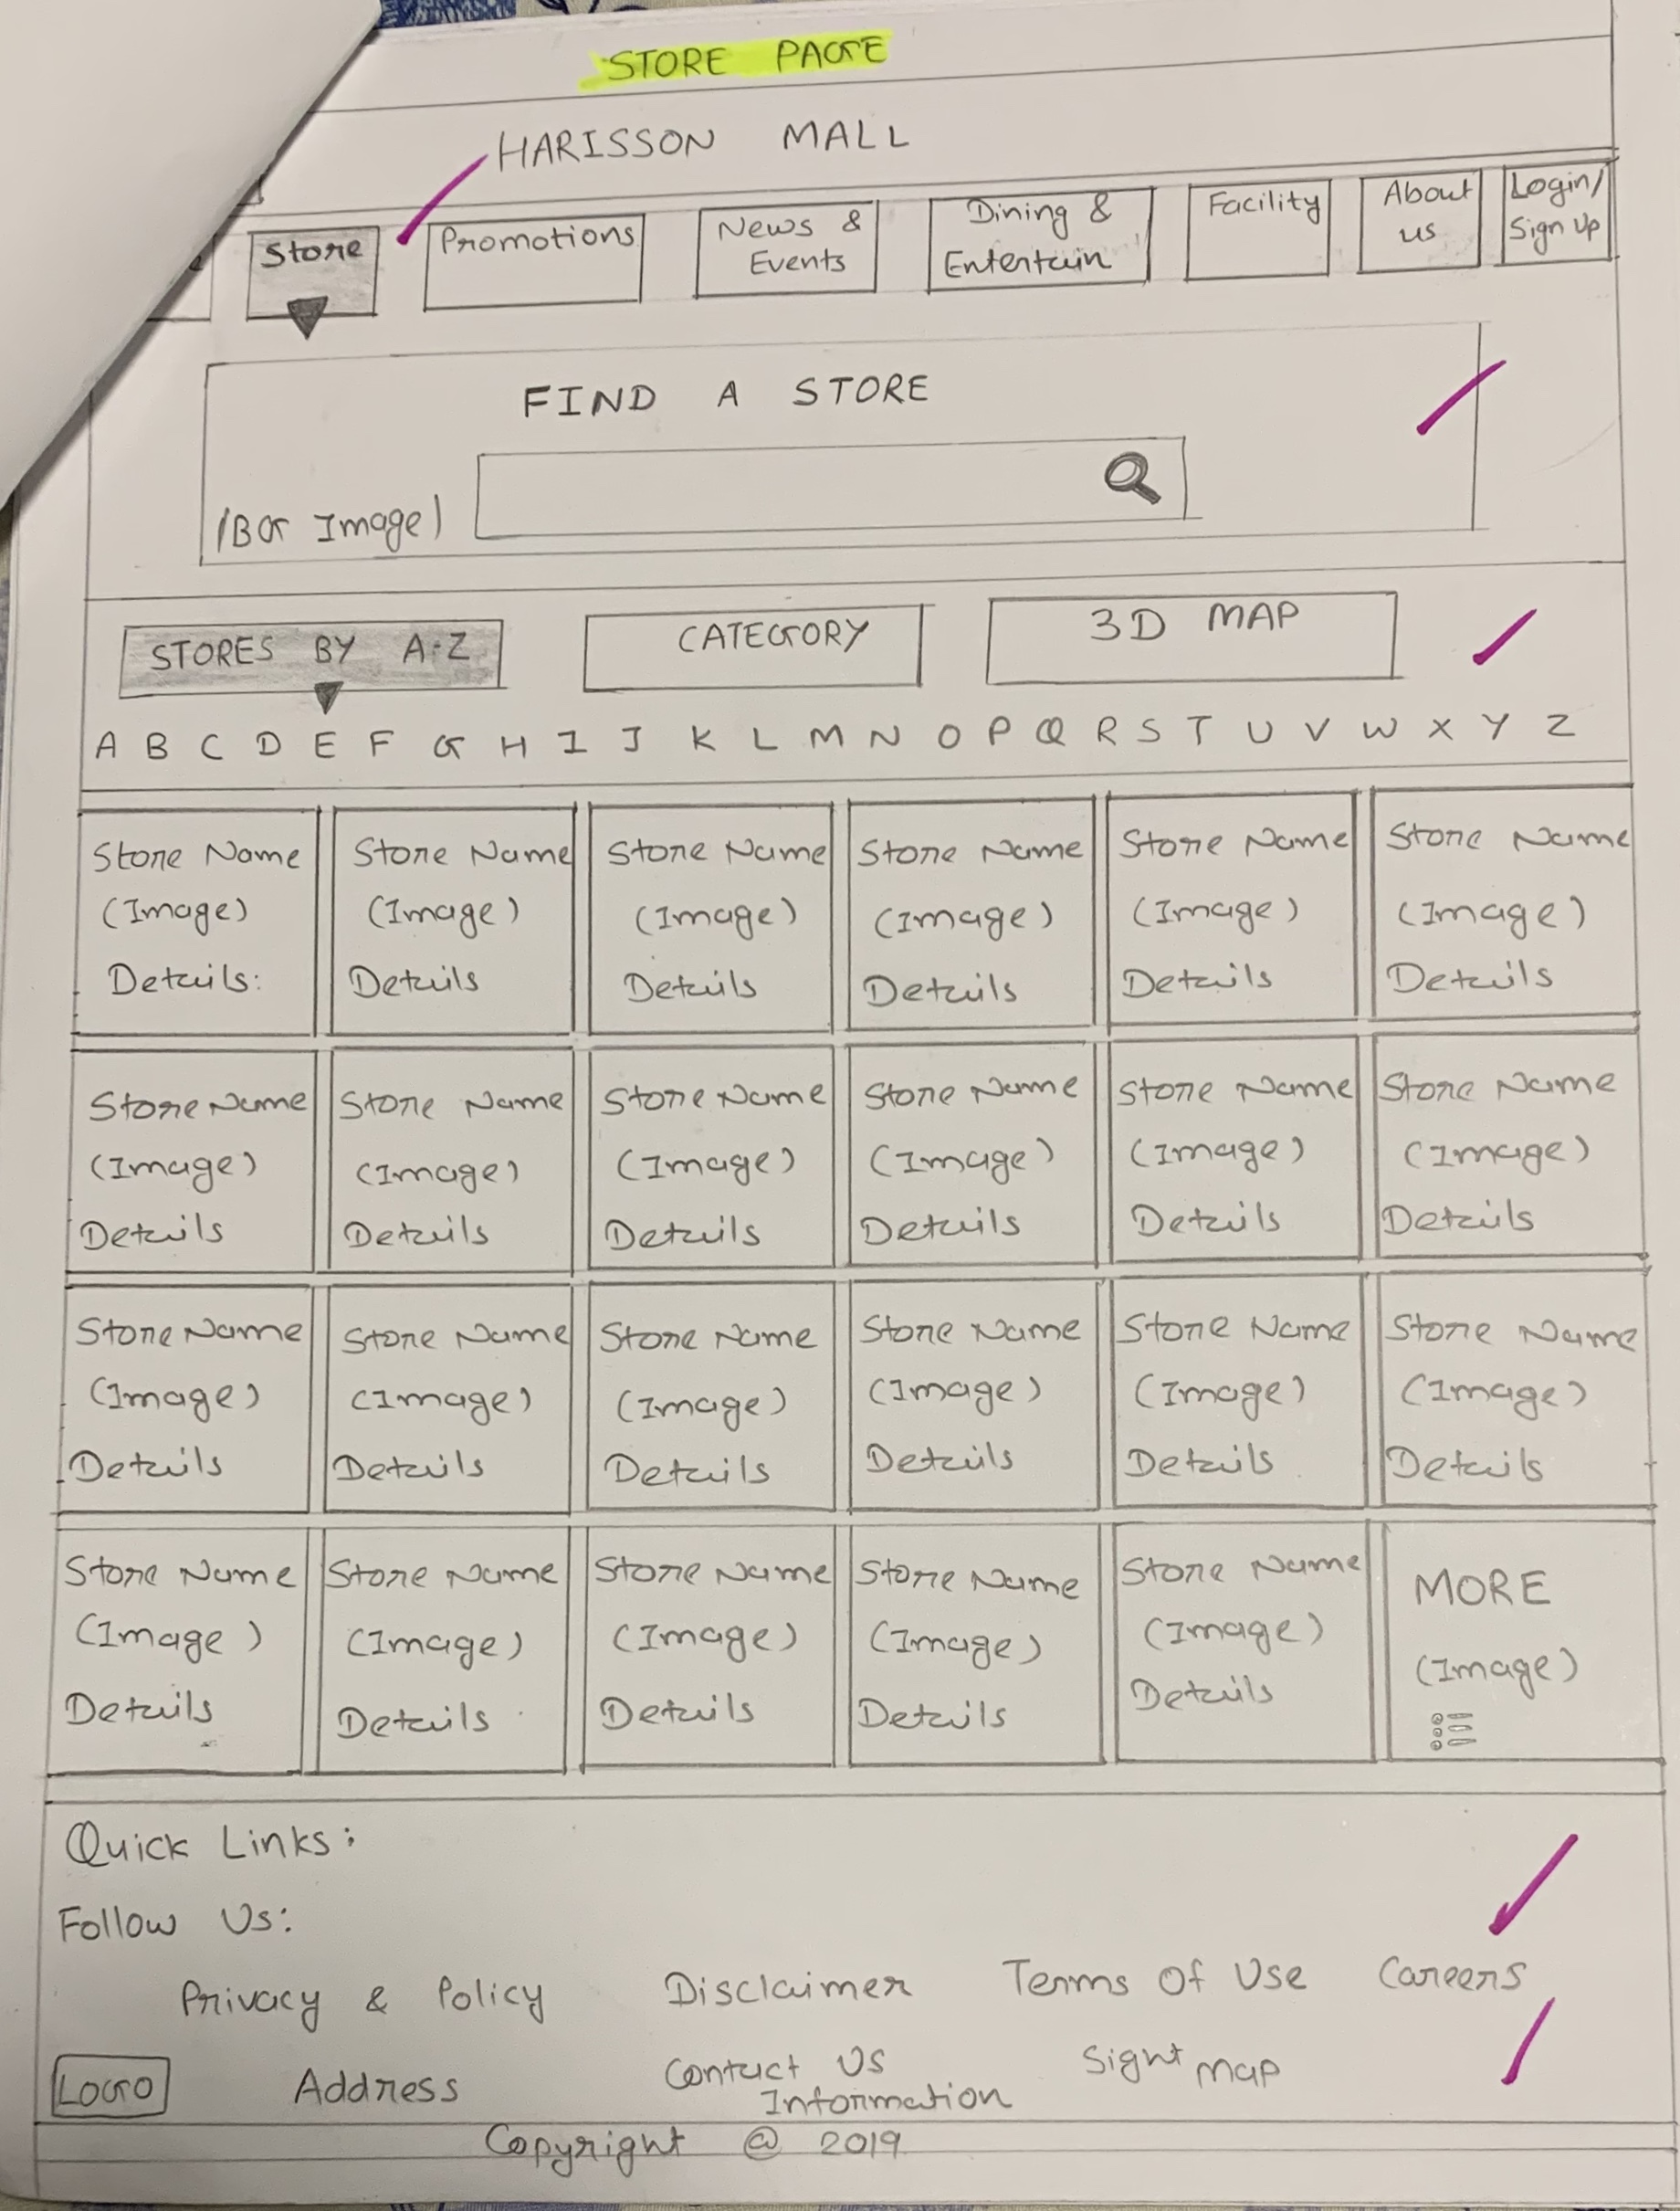 STORE PAGE
HARISSON MALL
Store Promotions News & Events Dining & Entertain Facility About us Login/ Sign Up
FIND A STORE
(BG Image)
STORES BY A-Z CATEGORY 3D MAP
A B C D E F G H I J K L M N O P Q R S T U V W X Y Z
Store Name Store Name Store Name Store Name Store Name Store Name
(Image) (Image) (Image) (Image) (Image) (Image)
Details: Details Details Details Details Details
Store Name Store Name Store Name Store Name Store Name Store Name
(Image) (Image) (Image) (Image) (Image) (Image)
Details Details Details Details Details Details
Store Name Store Name Store Name Store Name Store Name Store Name
(Image) (Image) (Image) (Image) (Image) (Image)
Details Details Details Details Details Details
Store Name Store Name Store Name Store Name Store Name MORE
(Image) (Image) (Image) (Image) (Image) (Image)
Details Details Details Details Details
Quick Links:
Follow Us:
Privacy & Policy Disclaimer Terms Of Use Careers
LOGO Address Contact Us Information Sight Map
Copyright @ 2019